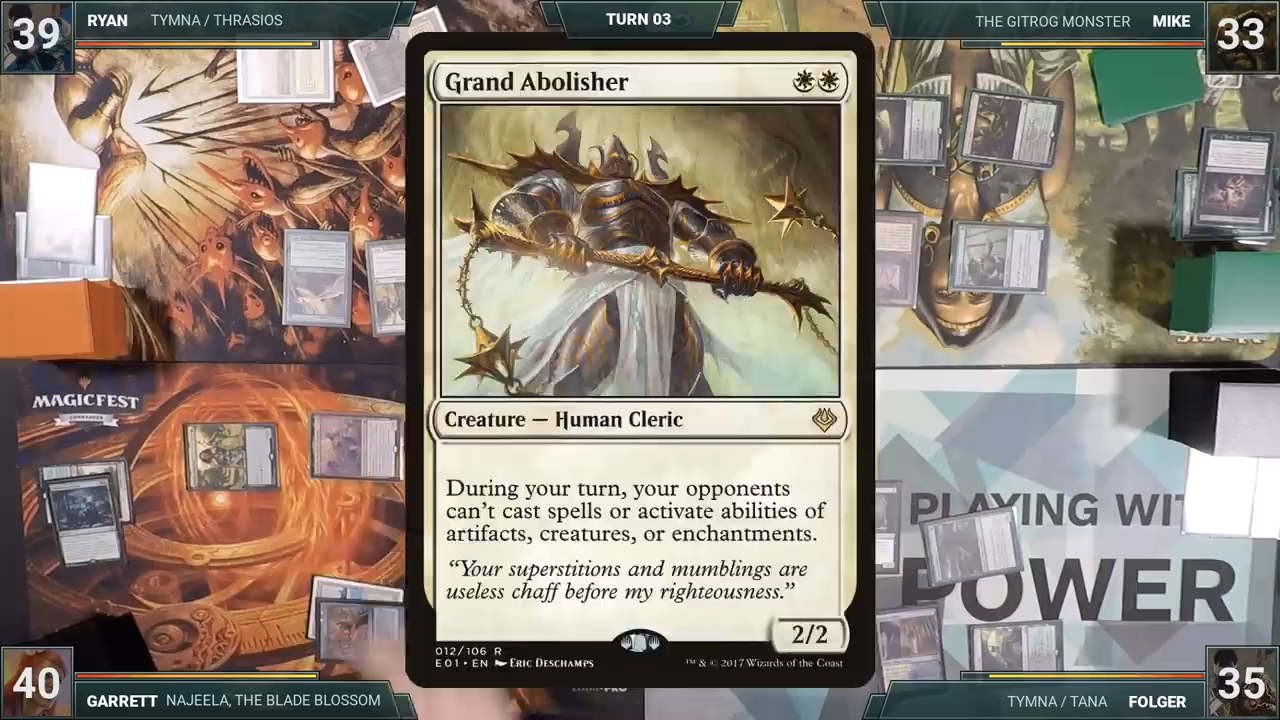 39
RYAN TYMNA / THRASIOS
TURN 03
THE GITROG MONSTER MIKE
33
Grand Abolisher
Creature — Human Cleric
During your turn, your opponents
can't cast spells or activate abilities of
artifacts, creatures, or enchantments.
“Your superstitions and mumblings are
useless chaff before my righteousness.”
2/2
012/106 R
E01 • EN ERIC DESCHAMPS
™ & © 2017 Wizards of the Coast
MAGICFEST
PLAYING WIT
POWER
40
GARRETT NAJEELA, THE BLADE BLOSSOM
TYMNA / TANA FOLGER
35